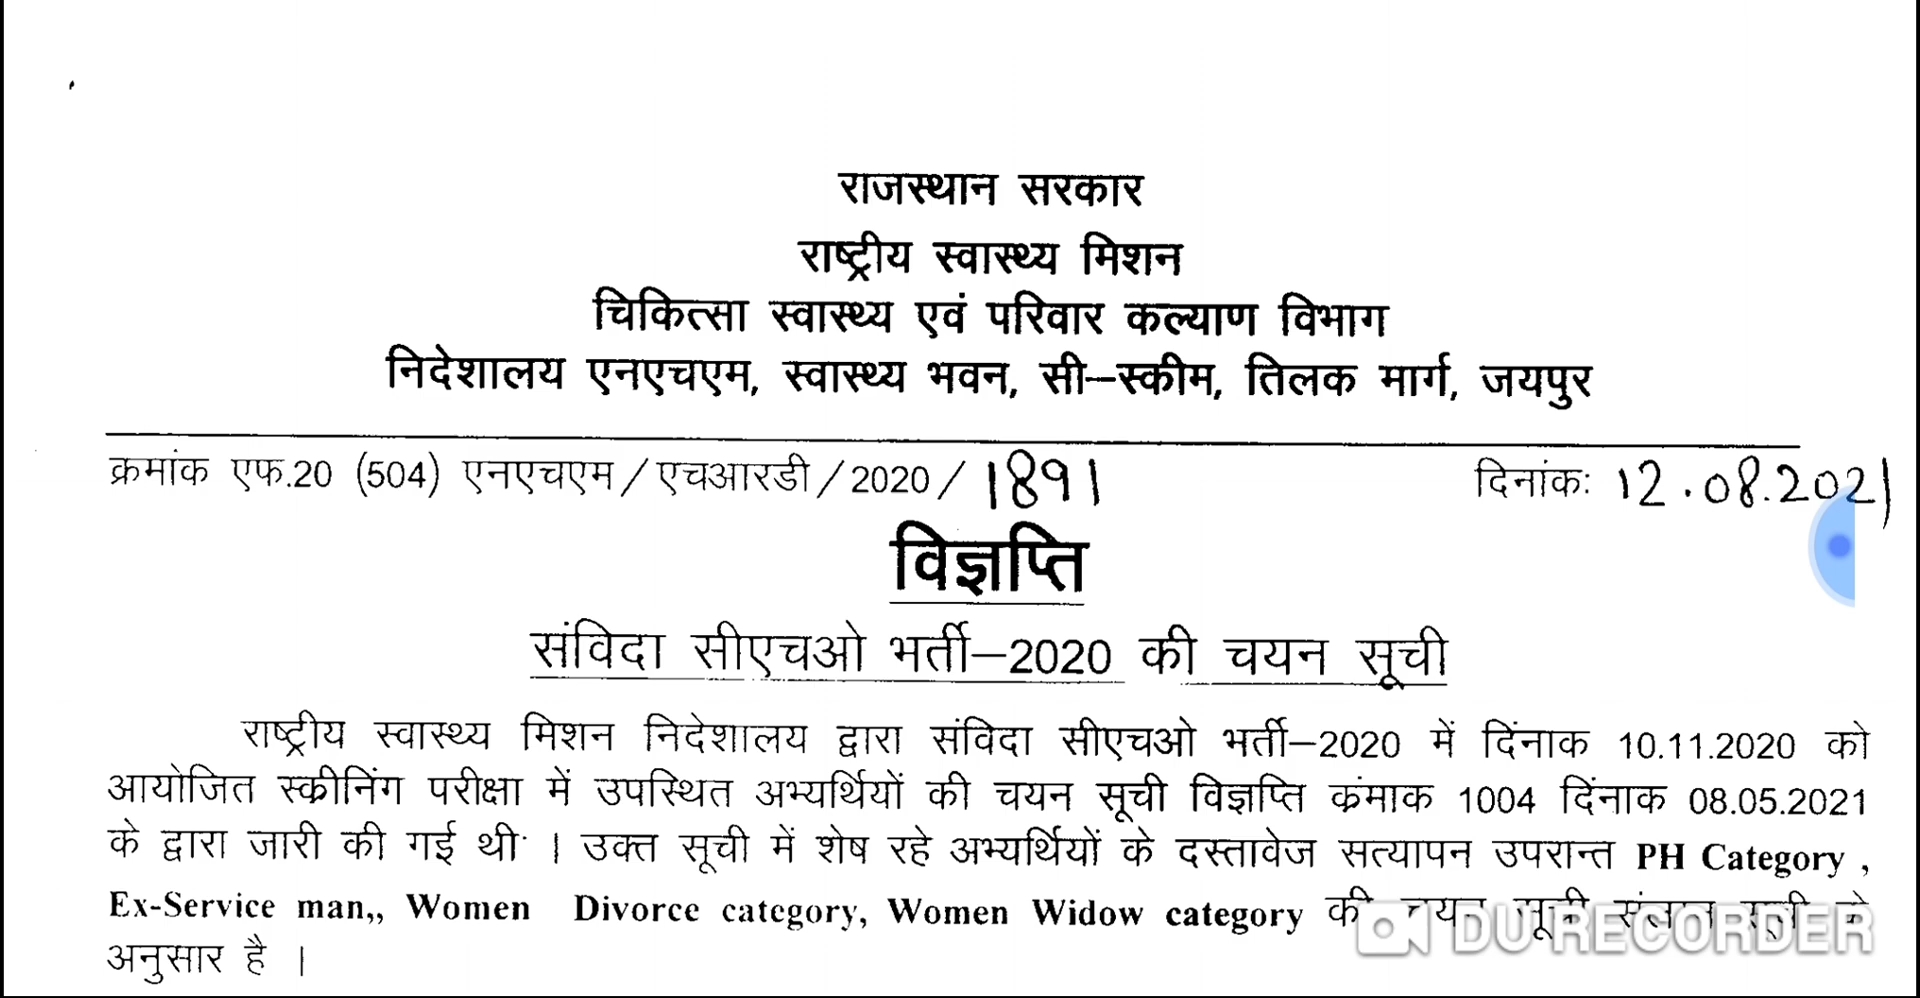 राजस्थान सरकार
राष्ट्रीय स्वास्थ्य मिशन
चिकित्सा स्वास्थ्य एवं परिवार कल्याण विभाग
निदेशालय एनएचएम, स्वास्थ्य भवन, सी–स्कीम, तिलक मार्ग, जयपुर
क्रमांक एफ.20 (504) एनएचएम/एचआरडी/2020/1891 दिनांक: 12.08.2021
विज्ञप्ति
संविदा सीएचओ भर्ती–2020 की चयन सूची
राष्ट्रीय स्वास्थ्य मिशन निदेशालय द्वारा संविदा सीएचओ भर्ती–2020 में दिंनाक 10.11.2020 को
आयोजित स्कीनिंग परीक्षा में उपस्थित अभ्यर्थियों की चयन सूची विज्ञप्ति क्रंमाक 1004 दिंनाक 08.05.2021
के द्वारा जारी की गई थी । उक्त सूची में शेष रहे अभ्यर्थियों के दस्तावेज सत्यापन उपरान्त PH Category ,
Ex-Service man,, Women Divorce category, Women Widow category की चयन सूची संलग्न सूची के
DU RECORDER
अनुसार है ।